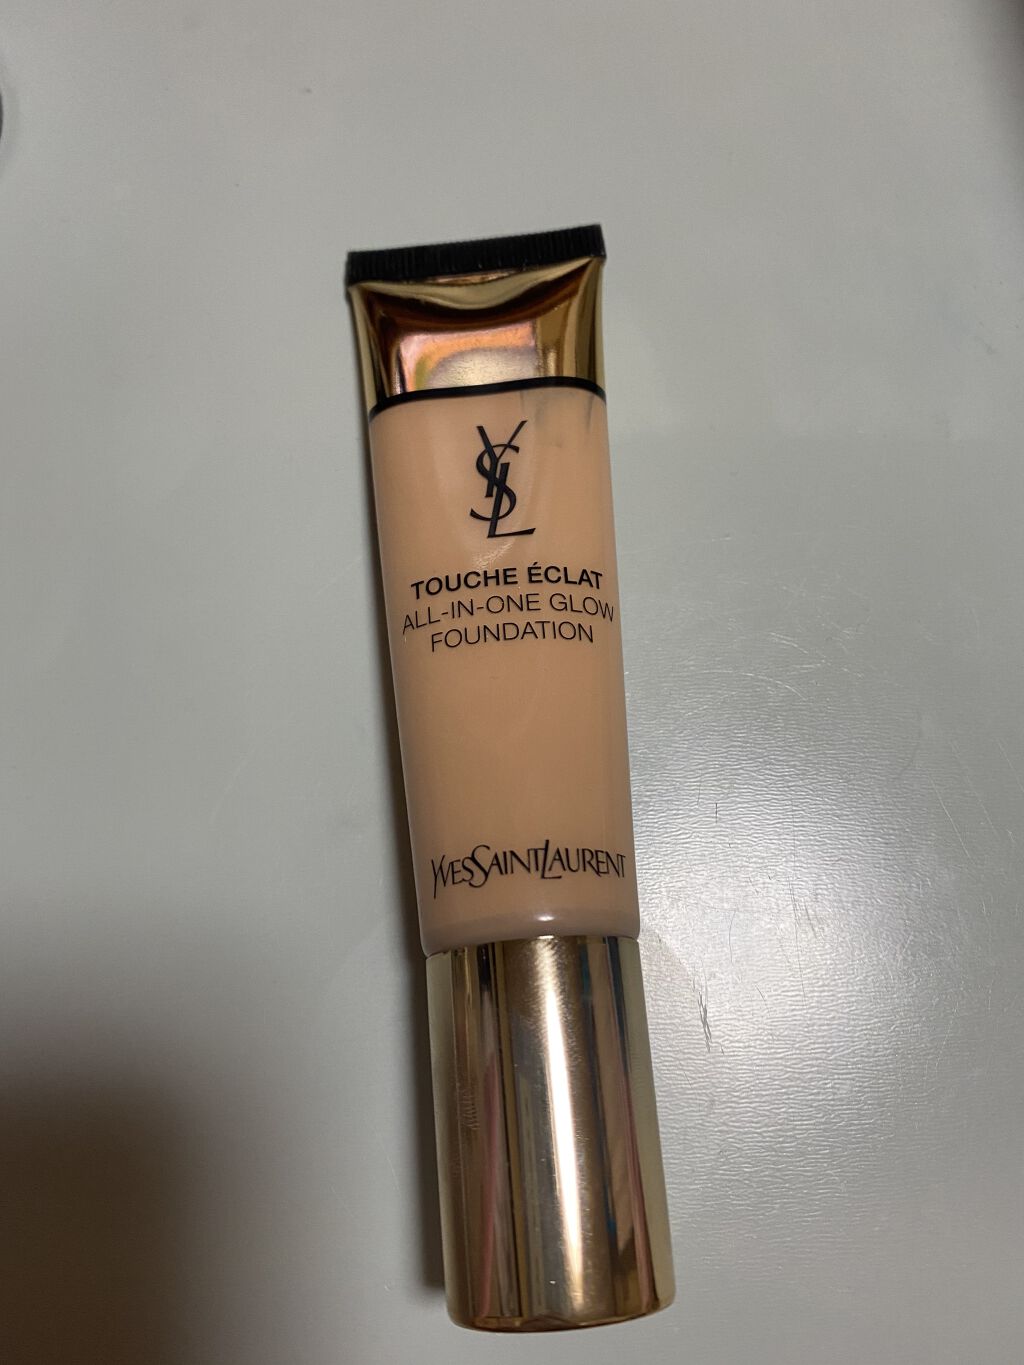 YSL
TOUCHE ÉCLAT
ALL-IN-ONE GLOW
FOUNDATION
YVESSAINTLAURENT